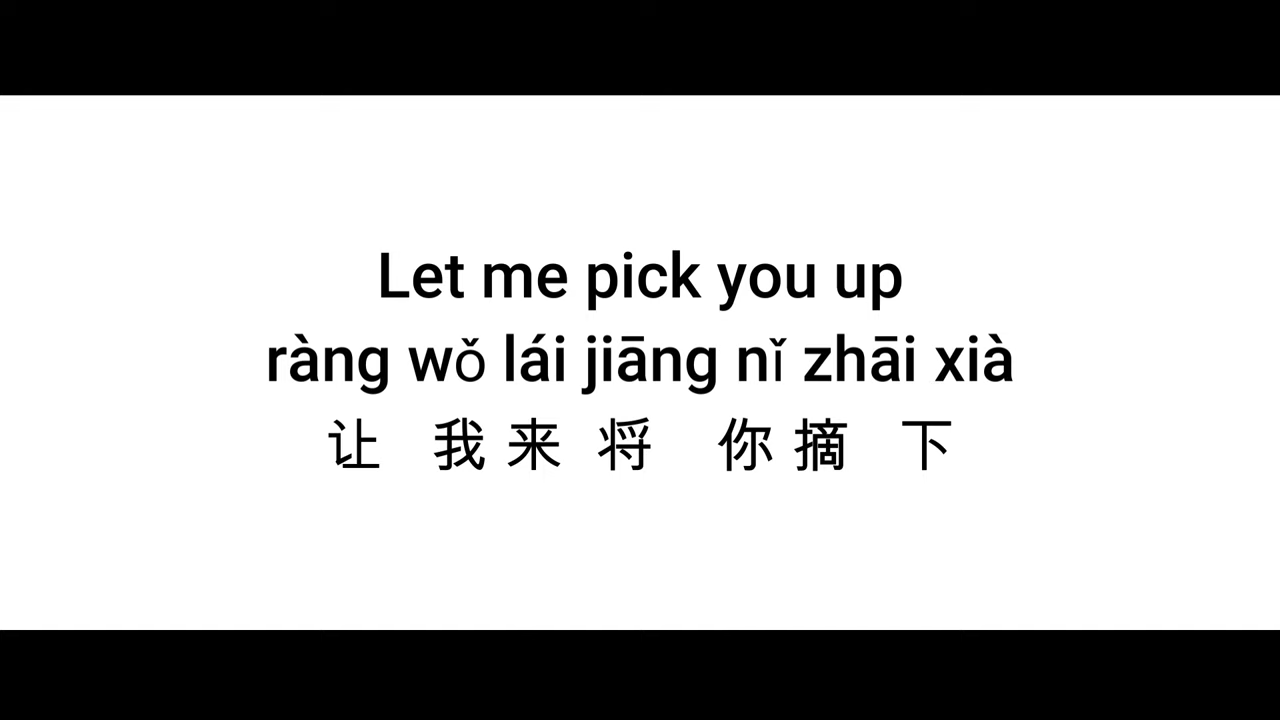 Let me pick you up
ràng wǒ lái jiāng nǐ zhāi xià
让 我 来 将 你 摘 下